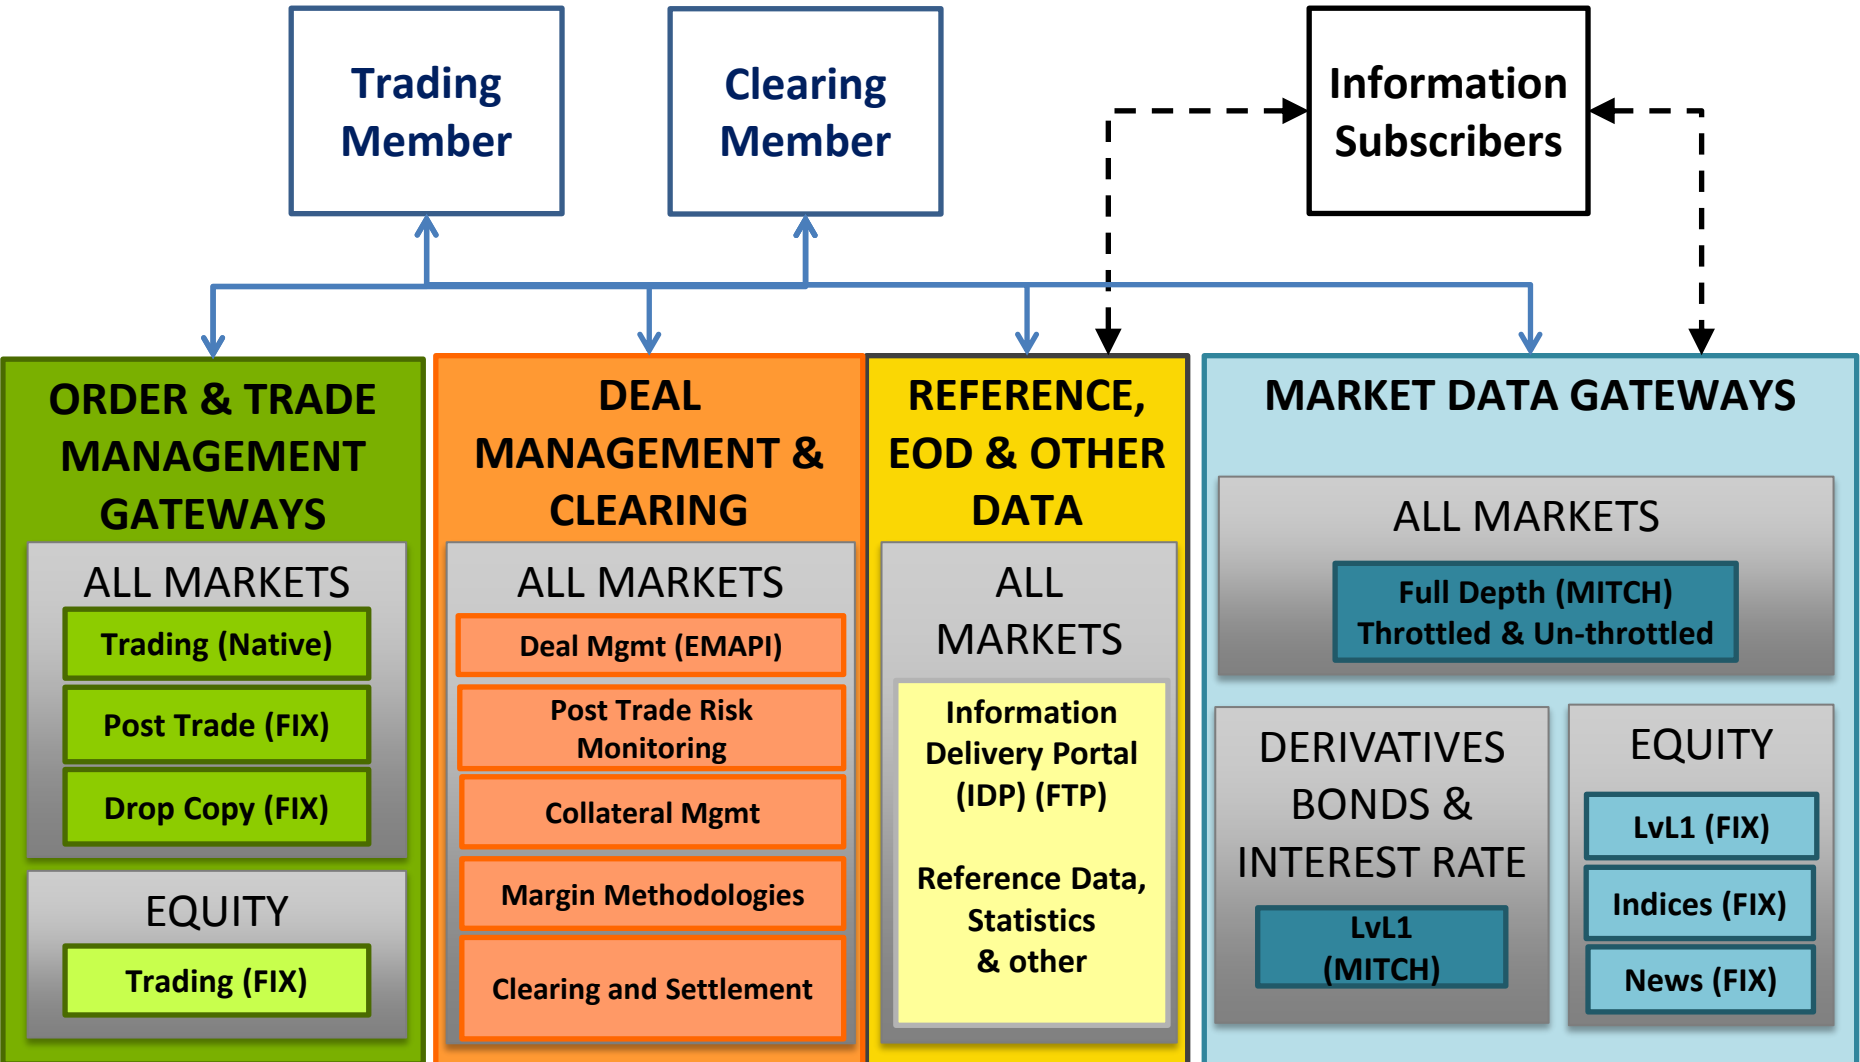 Trading
Member
Clearing
Member
Information
Subscribers
ORDER & TRADE
MANAGEMENT
GATEWAYS
ALL MARKETS
Trading (Native)
Post Trade (FIX)
Drop Copy (FIX)
EQUITY
Trading (FIX)
DEAL
MANAGEMENT &
CLEARING
ALL MARKETS
Deal Mgmt (EMAPI)
Post Trade Risk
Monitoring
Collateral Mgmt
Margin Methodologies
Clearing and Settlement
REFERENCE,
EOD & OTHER
DATA
ALL
MARKETS
Information
Delivery Portal
(IDP) (FTP)
Reference Data,
Statistics
& other
MARKET DATA GATEWAYS
ALL MARKETS
Full Depth (MITCH)
Throttled & Un-throttled
DERIVATIVES
BONDS &
INTEREST RATE
LvL1
(MITCH)
EQUITY
LvL1 (FIX)
Indices (FIX)
News (FIX)